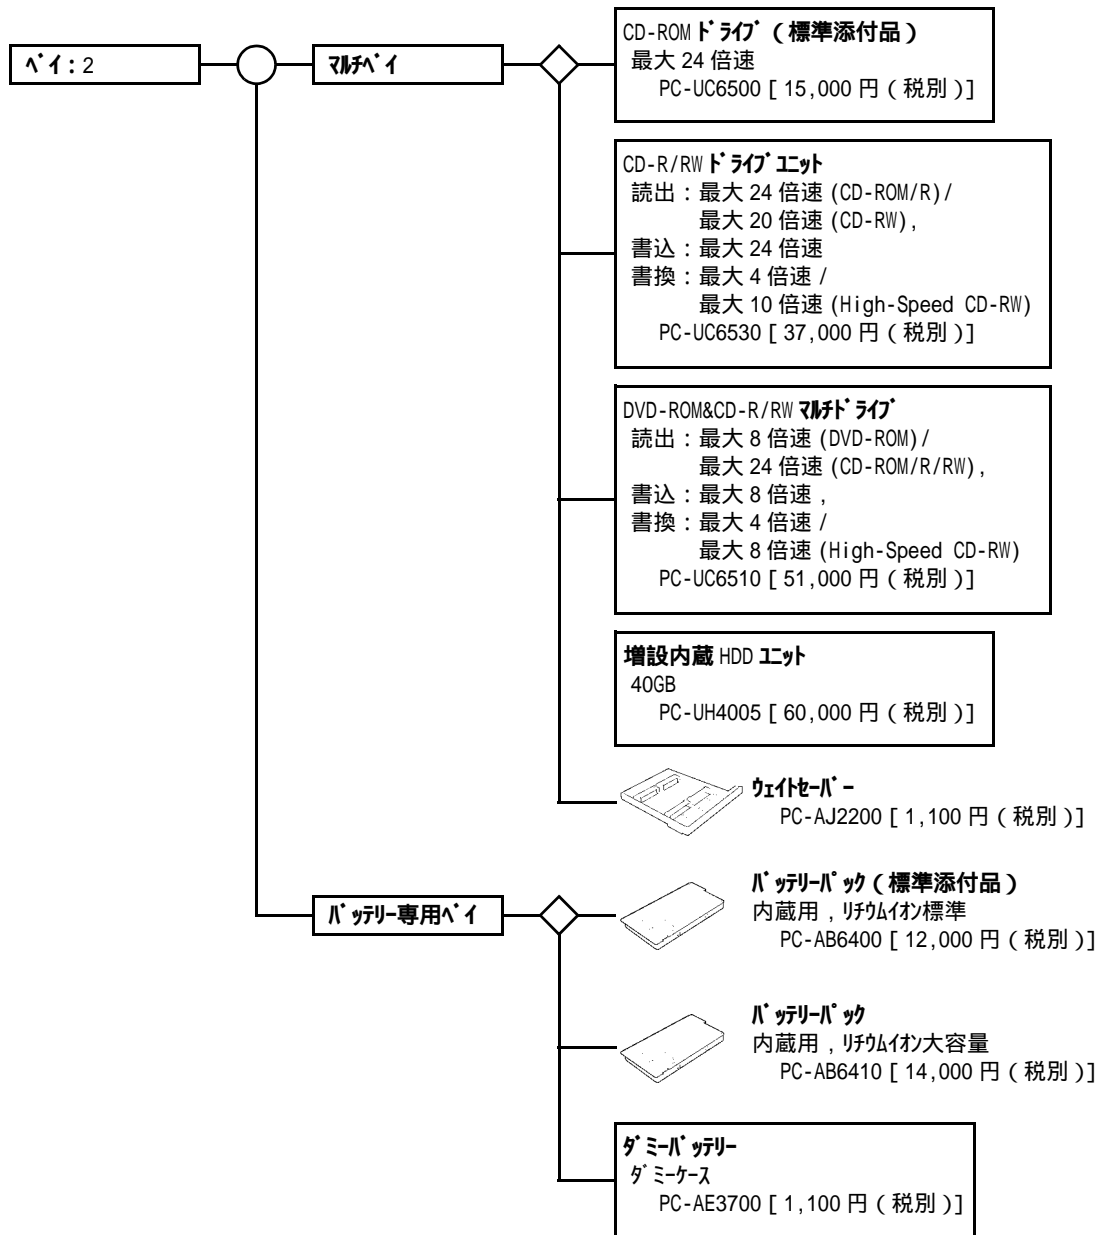 ﾍﾞｲ：2
ﾏﾙﾁﾍﾞｲ
CD-ROM ﾄﾞﾗｲﾌﾞ（標準添付品）
最大 24 倍速
PC-UC6500 [ 15,000 円（税別）]
CD-R/RW ﾄﾞﾗｲﾌﾞﾕﾆｯﾄ
読出：最大 24 倍速 (CD-ROM/R)/
最大 20 倍速 (CD-RW),
書込：最大 24 倍速
書換：最大 4 倍速 /
最大 10 倍速 (High-Speed CD-RW)
PC-UC6530 [ 37,000 円（税別）]
DVD-ROM&CD-R/RW ﾏﾙﾁﾄﾞﾗｲﾌﾞ
読出：最大 8 倍速 (DVD-ROM)/
最大 24 倍速 (CD-ROM/R/RW),
書込：最大 8 倍速 ,
書換：最大 4 倍速 /
最大 8 倍速 (High-Speed CD-RW)
PC-UC6510 [ 51,000 円（税別）]
増設内蔵 HDD ﾕﾆｯﾄ
40GB
PC-UH4005 [ 60,000 円（税別）]
ｳｪｲﾄｾｰﾊﾞｰ
PC-AJ2200 [ 1,100 円（税別）]
ﾊﾞｯﾃﾘｰ専用ﾍﾞｲ
ﾊﾞｯﾃﾘｰﾊﾟｯｸ（標準添付品）
内蔵用 , ﾘﾁｳﾑｲｵﾝ標準
PC-AB6400 [ 12,000 円（税別）]
ﾊﾞｯﾃﾘｰﾊﾟｯｸ
内蔵用 , ﾘﾁｳﾑｲｵﾝ大容量
PC-AB6410 [ 14,000 円（税別）]
ﾀﾞﾐｰﾊﾞｯﾃﾘｰ
ﾀﾞﾐｰｹｰｽ
PC-AE3700 [ 1,100 円（税別）]